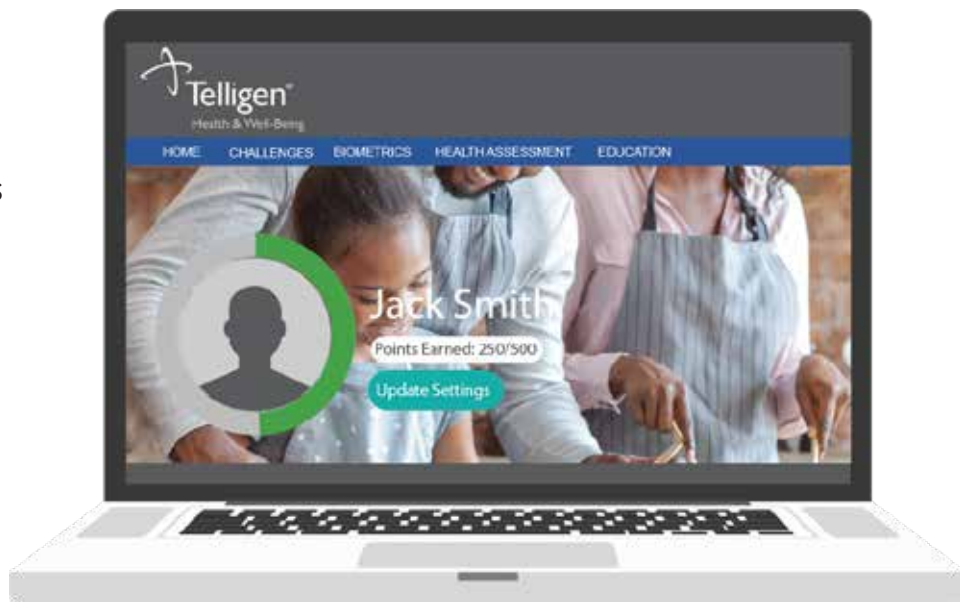 Telligen
Health & Well-Being
HOME CHALLENGES BIOMETRICS HEALTH ASSESSMENT EDUCATION
s
Jack Smith
Points Earned: 250/500
Update Settings